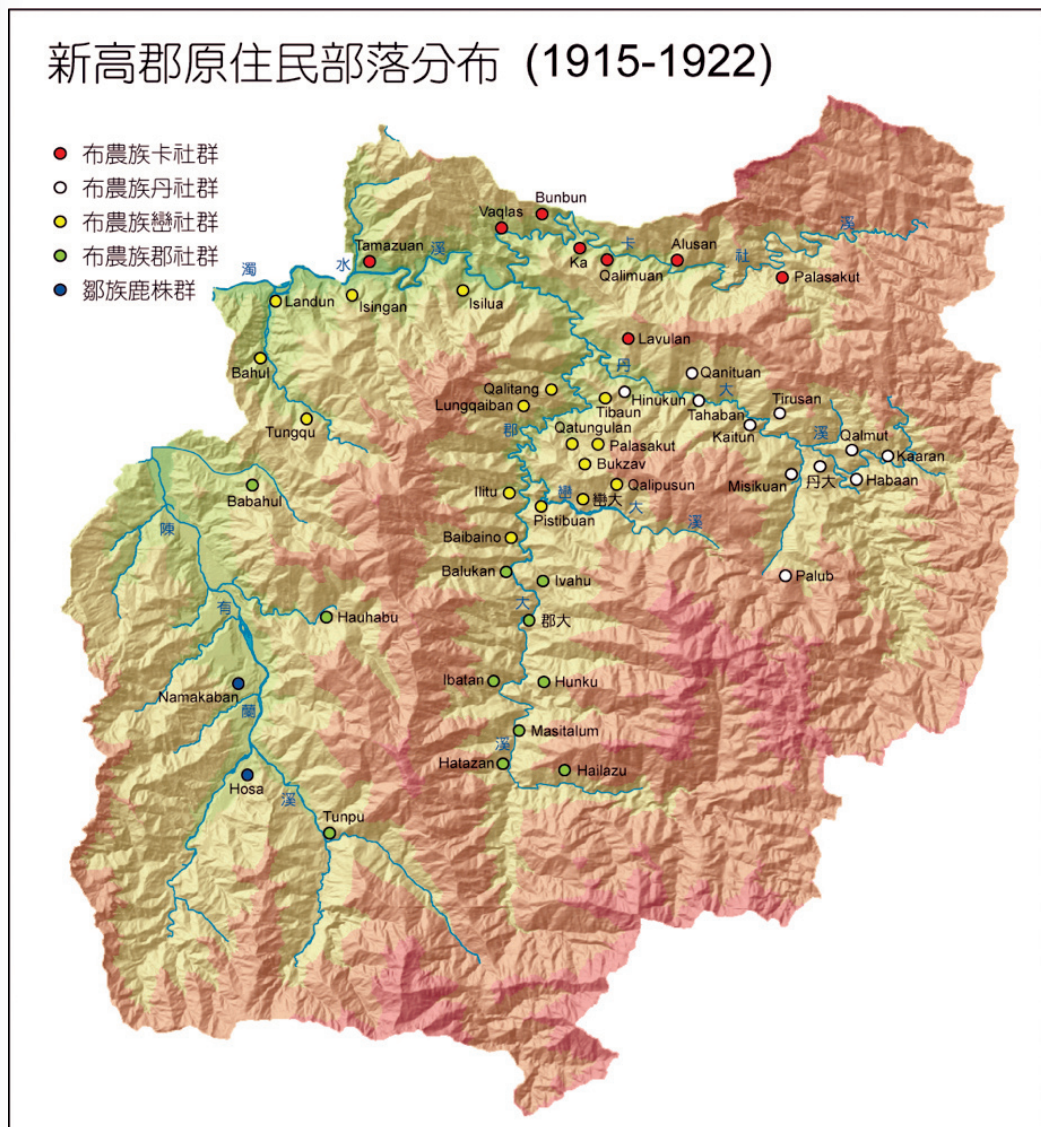 新高郡原住民部落分布 (1915-1922)
布農族卡社群
布農族丹社群
布農族巒社群
布農族郡社群
鄒族鹿株群
Bunbun
Vaqlas
溪
卡
Tamazuan
水
溪
Ka
Alusan
社
濁
Qalimuan
Palasakut
Landun
Isingan
Isilua
Lavulan
Bahul
丹
Qanituan
Qalitang
大
Hinukun
Lungqaiban
Tibaun
Tahaban
Tirusan
Tungqu
Qatungulan
Kaitun
郡
溪
Qalmut
Palasakut
Kaaran
Bukzav
Misikuan
丹大
Habaan
Babahul
Ilitu
Qalipusun
巒
巒大
大
Pistibuan
溪
陳
Baibaino
Balukan
Ivahu
Palub
有
大
Hauhabu
郡大
Ibatan
Hunku
Namakaban
蘭
Masitalum
溪
Hatazan
Hailazu
Hosa
溪
Tunpu